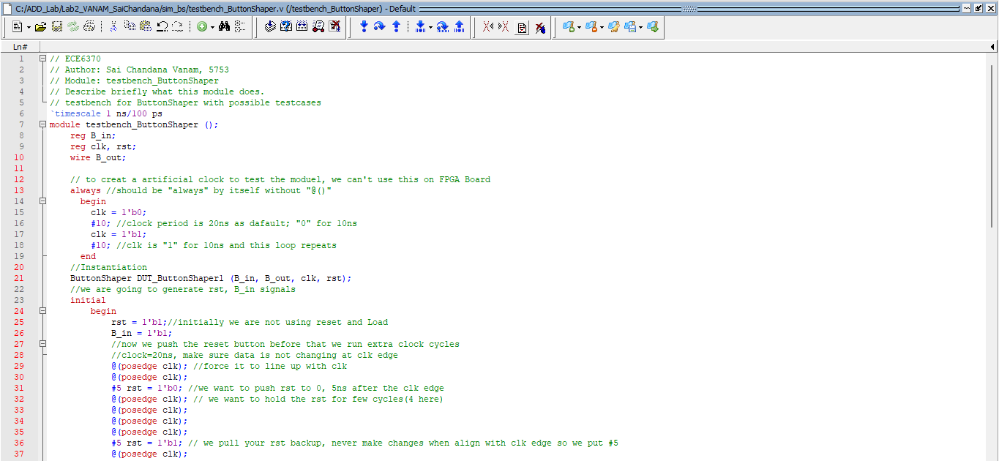 C:/ADD_Lab/Lab2_VANAM_SaiChandana/sim_bs/testbench_ButtonShaper.v (/testbench_ButtonShaper) - Default
Ln#
1 // ECE6370
2 // Author: Sai Chandana Vanam, 5753
3 // Module: testbench_ButtonShaper
4 // Describe briefly what this module does.
5 // testbench for ButtonShaper with possible testcases
6 `timescale 1 ns/100 ps
7 module testbench_ButtonShaper ();
8 reg B_in;
9 reg clk, rst;
10 wire B_out;
11
12 // to creat a artificial clock to test the moduel, we can't use this on FPGA Board
13 always //should be "always" by itself without "@()"
14 begin
15 clk = 1'b0;
16 #10; //clock period is 20ns as dafault; "0" for 10ns
17 clk = 1'b1;
18 #10; //clk is "1" for 10ns and this loop repeats
19 end
20 //Instantiation
21 ButtonShaper DUT_ButtonShaper1 (B_in, B_out, clk, rst);
22 //we are going to generate rst, B_in signals
23 initial
24 begin
25 rst = 1'b1;//initially we are not using reset and Load
26 B_in = 1'b1;
27 //now we push the reset button before that we run extra clock cycles
28 //clock=20ns, make sure data is not changing at clk edge
29 @(posedge clk); //force it to line up with clk
30 @(posedge clk);
31 #5 rst = 1'b0; //we want to push rst to 0, 5ns after the clk edge
32 @(posedge clk); // we want to hold the rst for few cycles(4 here)
33 @(posedge clk);
34 @(posedge clk);
35 @(posedge clk);
36 #5 rst = 1'b1; // we pull your rst backup, never make changes when align with clk edge so we put #5
37 @(posedge clk);